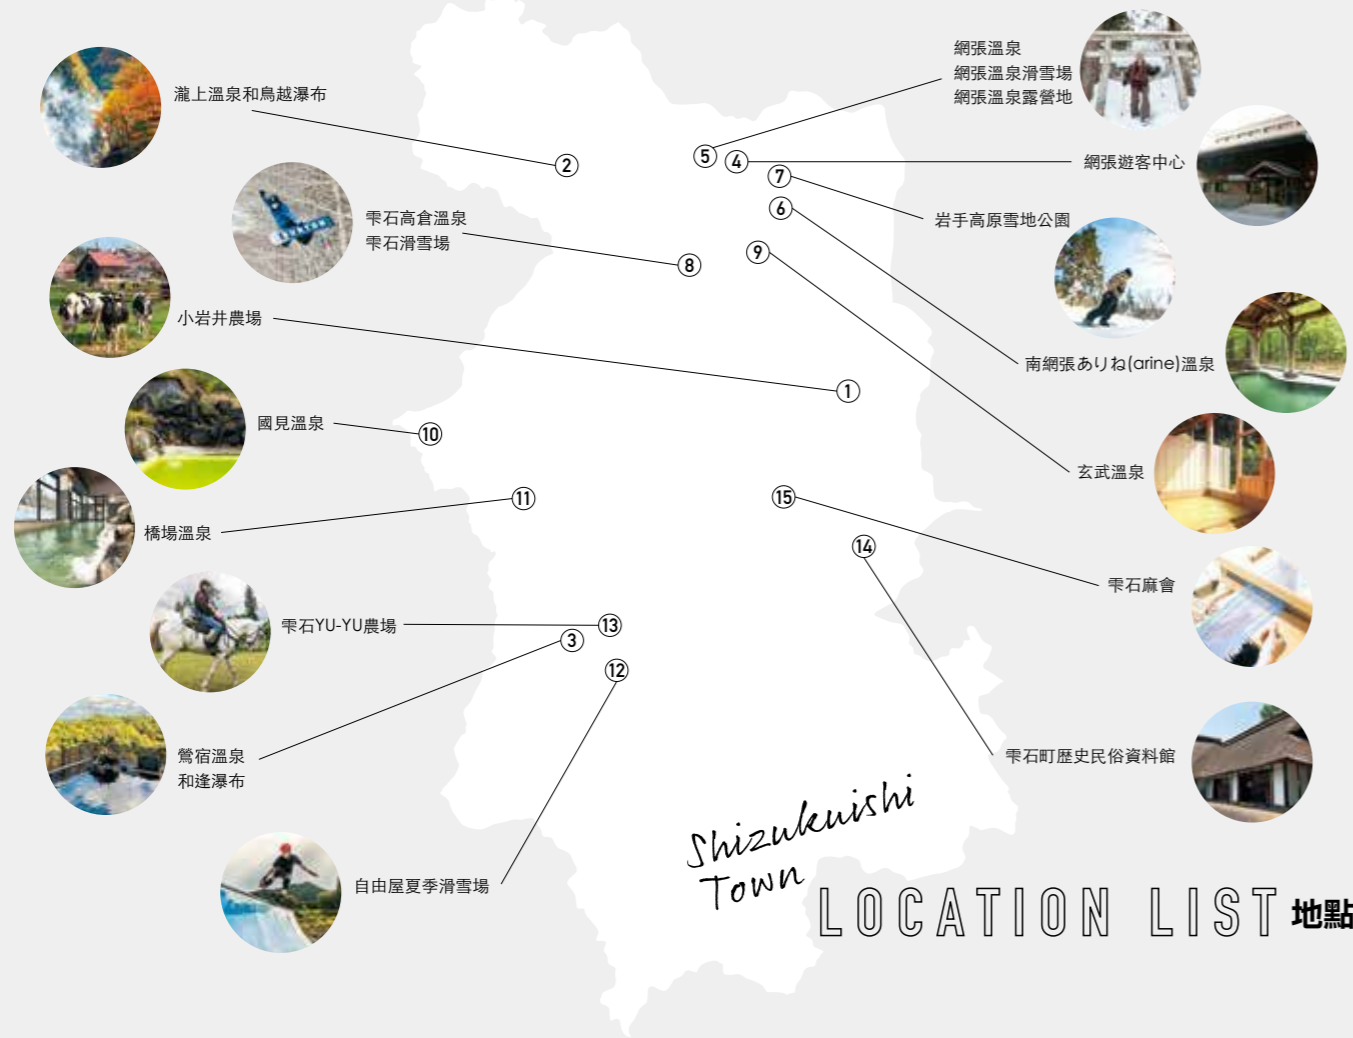 瀧上溫泉和鳥越瀑布
雫石高倉溫泉
雫石滑雪場
小岩井農場
國見溫泉
橋場溫泉
雫石YU-YU農場
鶯宿溫泉
和逢瀑布
自由屋夏季滑雪場
網張溫泉
網張溫泉滑雪場
網張溫泉露營地
網張遊客中心
岩手高原雪地公園
南網張ありね(arine)溫泉
玄武溫泉
雫石麻會
雫石町歷史民俗資料館
②
⑤
④
⑦
⑥
⑨
⑧
①
⑩
⑪
⑮
⑭
⑬
③
⑫
Shizukuishi
Town
LOCATION LIST 地點